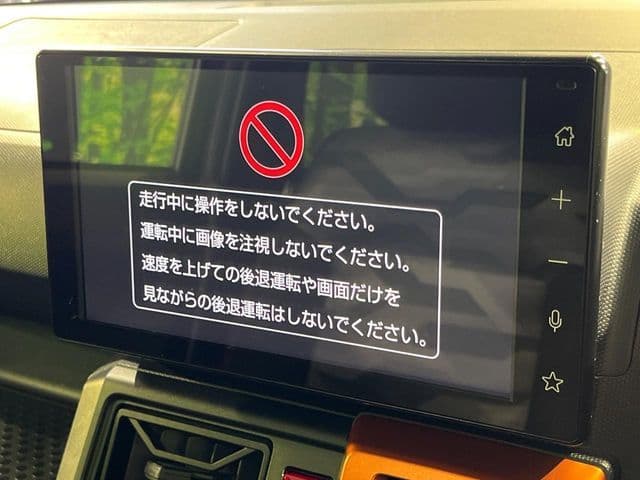 走行中に操作をしないでください。
運転中に画像を注視しないでください。
速度を上げての後退運転や画面だけを
見ながらの後退運転はしないでください。